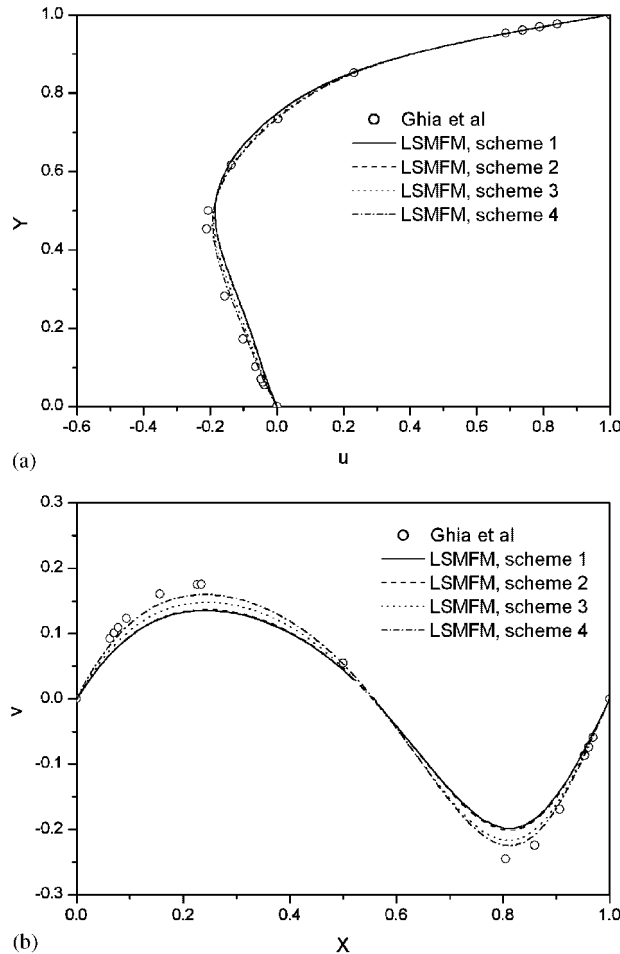 1.0
0.8
0.6
0.4
0.2
0.0
Y
Ghia et al
LSMFM, scheme 1
LSMFM, scheme 2
LSMFM, scheme 3
LSMFM, scheme 4
-0.6 -0.4 -0.2 0.0 0.2 0.4 0.6 0.8 1.0
u
(a)
0.3
0.2
0.1
0.0
-0.1
-0.2
-0.3
v
Ghia et al
LSMFM, scheme 1
LSMFM, scheme 2
LSMFM, scheme 3
LSMFM, scheme 4
0.0 0.2 0.4 0.6 0.8 1.0
X
(b)